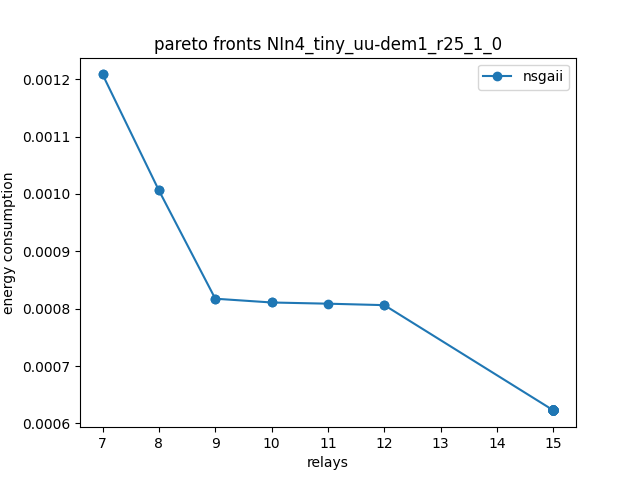 pareto fronts NIn4_tiny_uu-dem1_r25_1_0
nsgaii
energy consumption
0.0012
0.0011
0.0010
0.0009
0.0008
0.0007
0.0006
7 8 9 10 11 12 13 14 15
relays